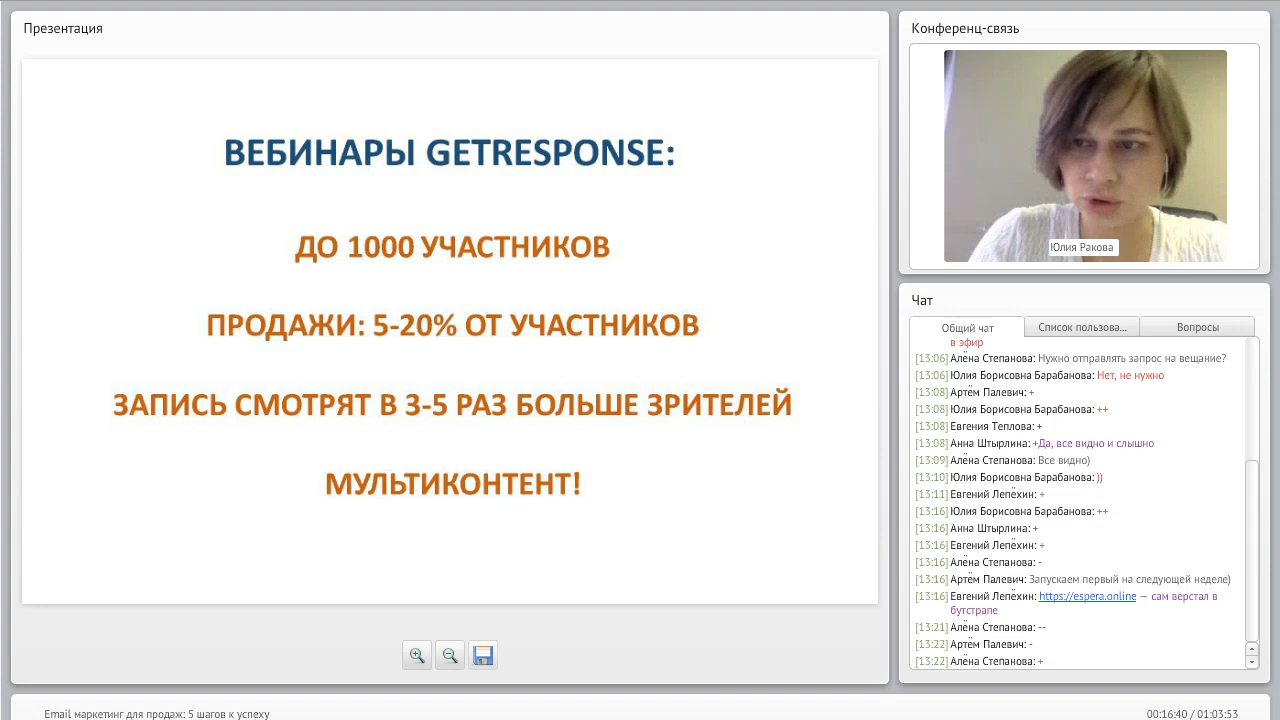 Презентация
ВЕБИНАРЫ GETRESPONSE:
ДО 1000 УЧАСТНИКОВ
ПРОДАЖИ: 5-20% ОТ УЧАСТНИКОВ
ЗАПИСЬ СМОТРЯТ В 3-5 РАЗ БОЛЬШЕ ЗРИТЕЛЕЙ
МУЛЬТИКОНТЕНТ!
Конференц-связь
Юлия Ракова
Чат
Общий чат
Список пользова...
Вопросы
в эфир
[13:06] Алёна Степанова: Нужно отправлять запрос на вещание?
[13:06] Юлия Борисовна Барабанова: Нет, не нужно
[13:08] Артём Палевич: +
[13:08] Юлия Борисовна Барабанова: ++
[13:08] Евгения Теплова: +
[13:08] Анна Штырлина: +Да, все видно и слышно
[13:09] Алёна Степанова: Все видно)
[13:10] Юлия Борисовна Барабанова: ))
[13:11] Евгений Лепёхин: +
[13:16] Юлия Борисовна Барабанова: ++
[13:16] Анна Штырлина: +
[13:16] Евгений Лепёхин: +
[13:16] Алёна Степанова: -
[13:16] Артём Палевич: Запускаем первый на следующей неделе)
[13:16] Евгений Лепёхин: https://espera.online — сам верстал в
бутстрапе
[13:21] Алёна Степанова: --
[13:22] Артём Палевич: -
[13:22] Алёна Степанова: +
Email маркетинг для продаж: 5 шагов к успеху
00:16:40 / 01:03:53